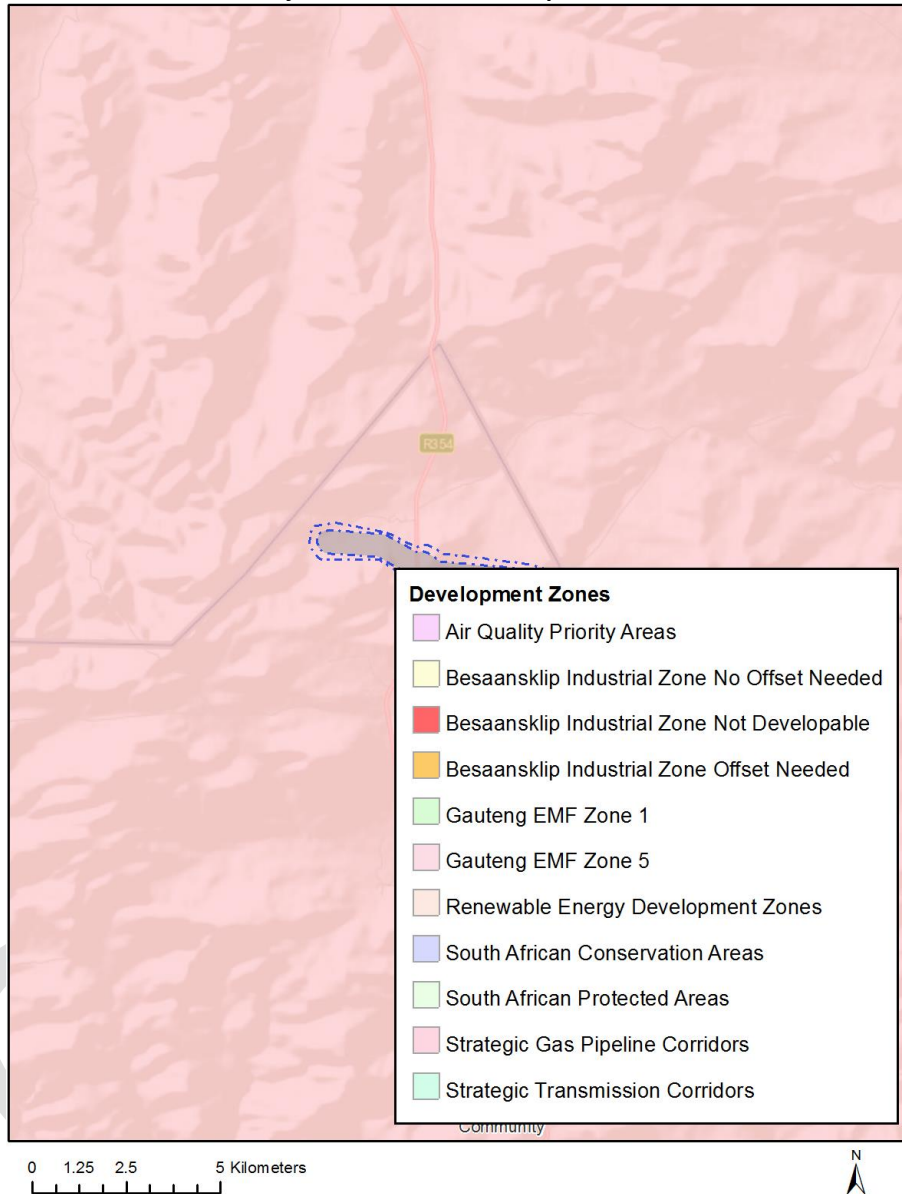 R354
Development Zones
Air Quality Priority Areas
Besaansklip Industrial Zone No Offset Needed
Besaansklip Industrial Zone Not Developable
Besaansklip Industrial Zone Offset Needed
Gauteng EMF Zone 1
Gauteng EMF Zone 5
Renewable Energy Development Zones
South African Conservation Areas
South African Protected Areas
Strategic Gas Pipeline Corridors
Strategic Transmission Corridors
Community
0 1.25 2.5 5 Kilometers
N